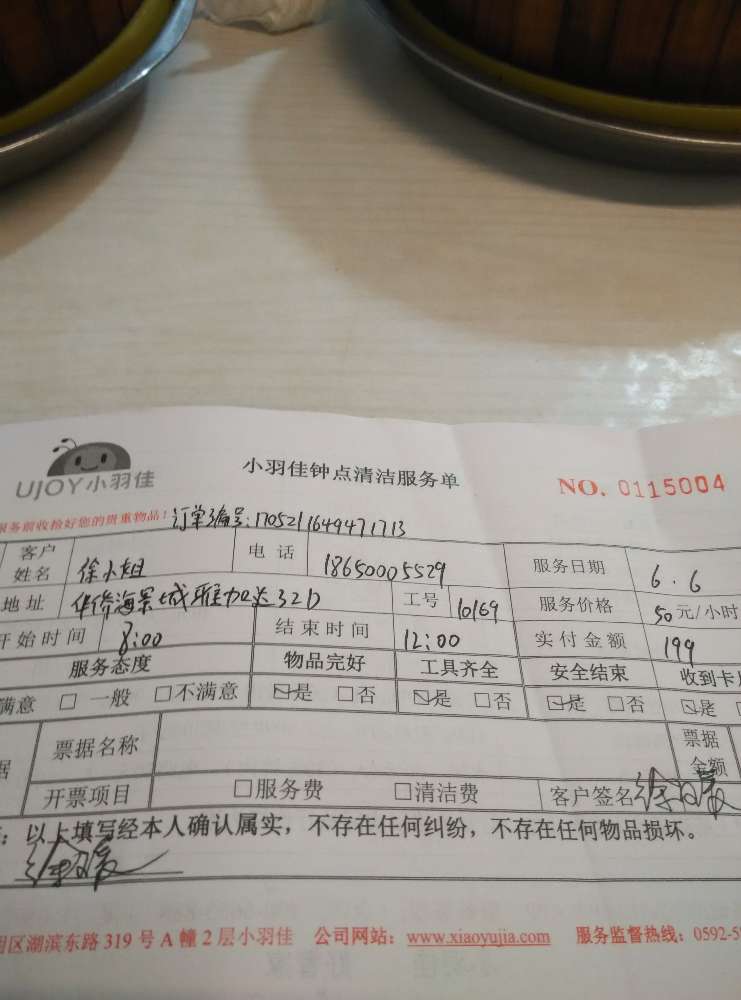 UJOY小羽佳
小羽佳钟点清洁服务单
NO. 0115004
服务前收捡好您的贵重物品! 订单编号:1705211649471713
客户姓名 徐小姐 电话 18650005529 服务日期 6.6
地址 华侨海景城雅加达32D 工号 10169 服务价格 50元/小时
开始时间 8:00 结束时间 12:00 实付金额 199
服务态度 物品完好 工具齐全 安全结束 收到卡
满意 □ 一般 □不满意 ☑是 □否 ☑是 □否 ☑是 □否 ☑是
据 票据名称 票据金额
开票项目 □服务费 □清洁费 客户签名
:以上填写经本人确认属实,不存在任何纠纷,不存在任何物品损坏。
区湖滨东路319号A幢2层小羽佳 公司网站:www.xiaoyujia.com 服务监督热线:0592-5